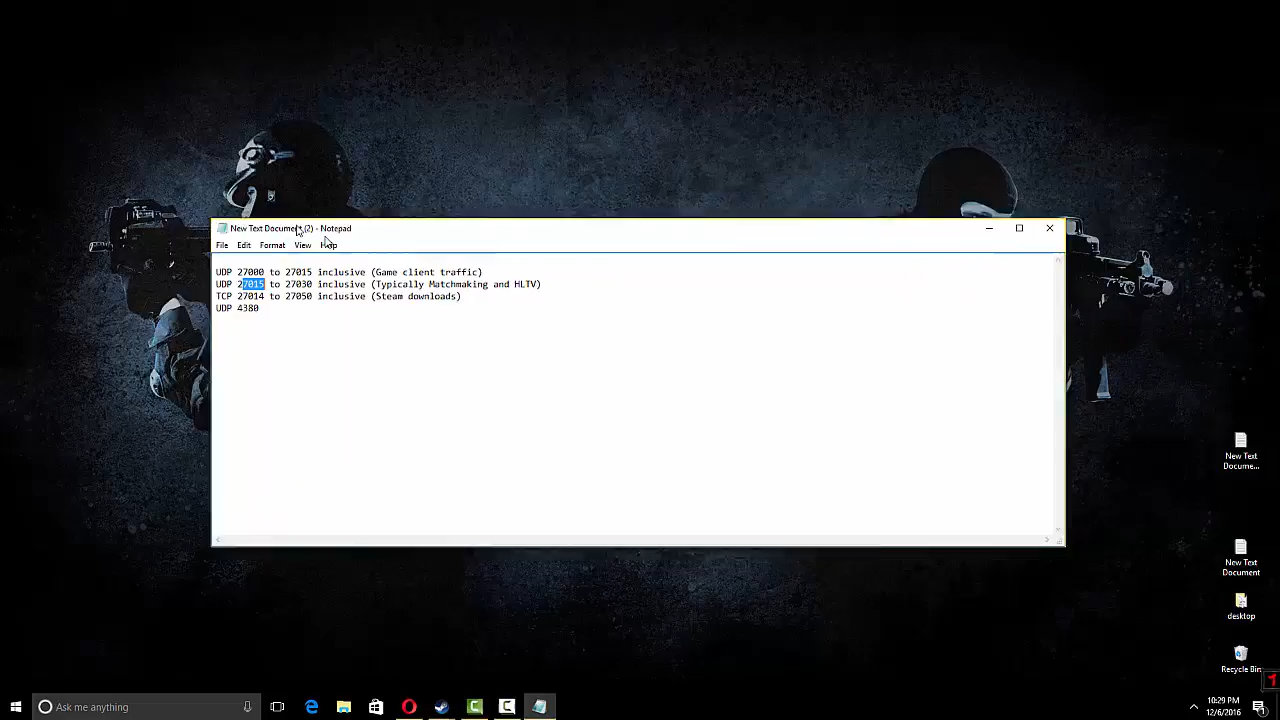 New Text Document (2) - Notepad
File Edit Format View Help
UDP 27000 to 27015 inclusive (Game client traffic)
UDP 27015 to 27030 inclusive (Typically Matchmaking and HLTV)
TCP 27014 to 27050 inclusive (Steam downloads)
UDP 4380
New Text
Docume...
New Text
Document
desktop
Recycle Bin
Ask me anything
10:29 PM
12/6/2016